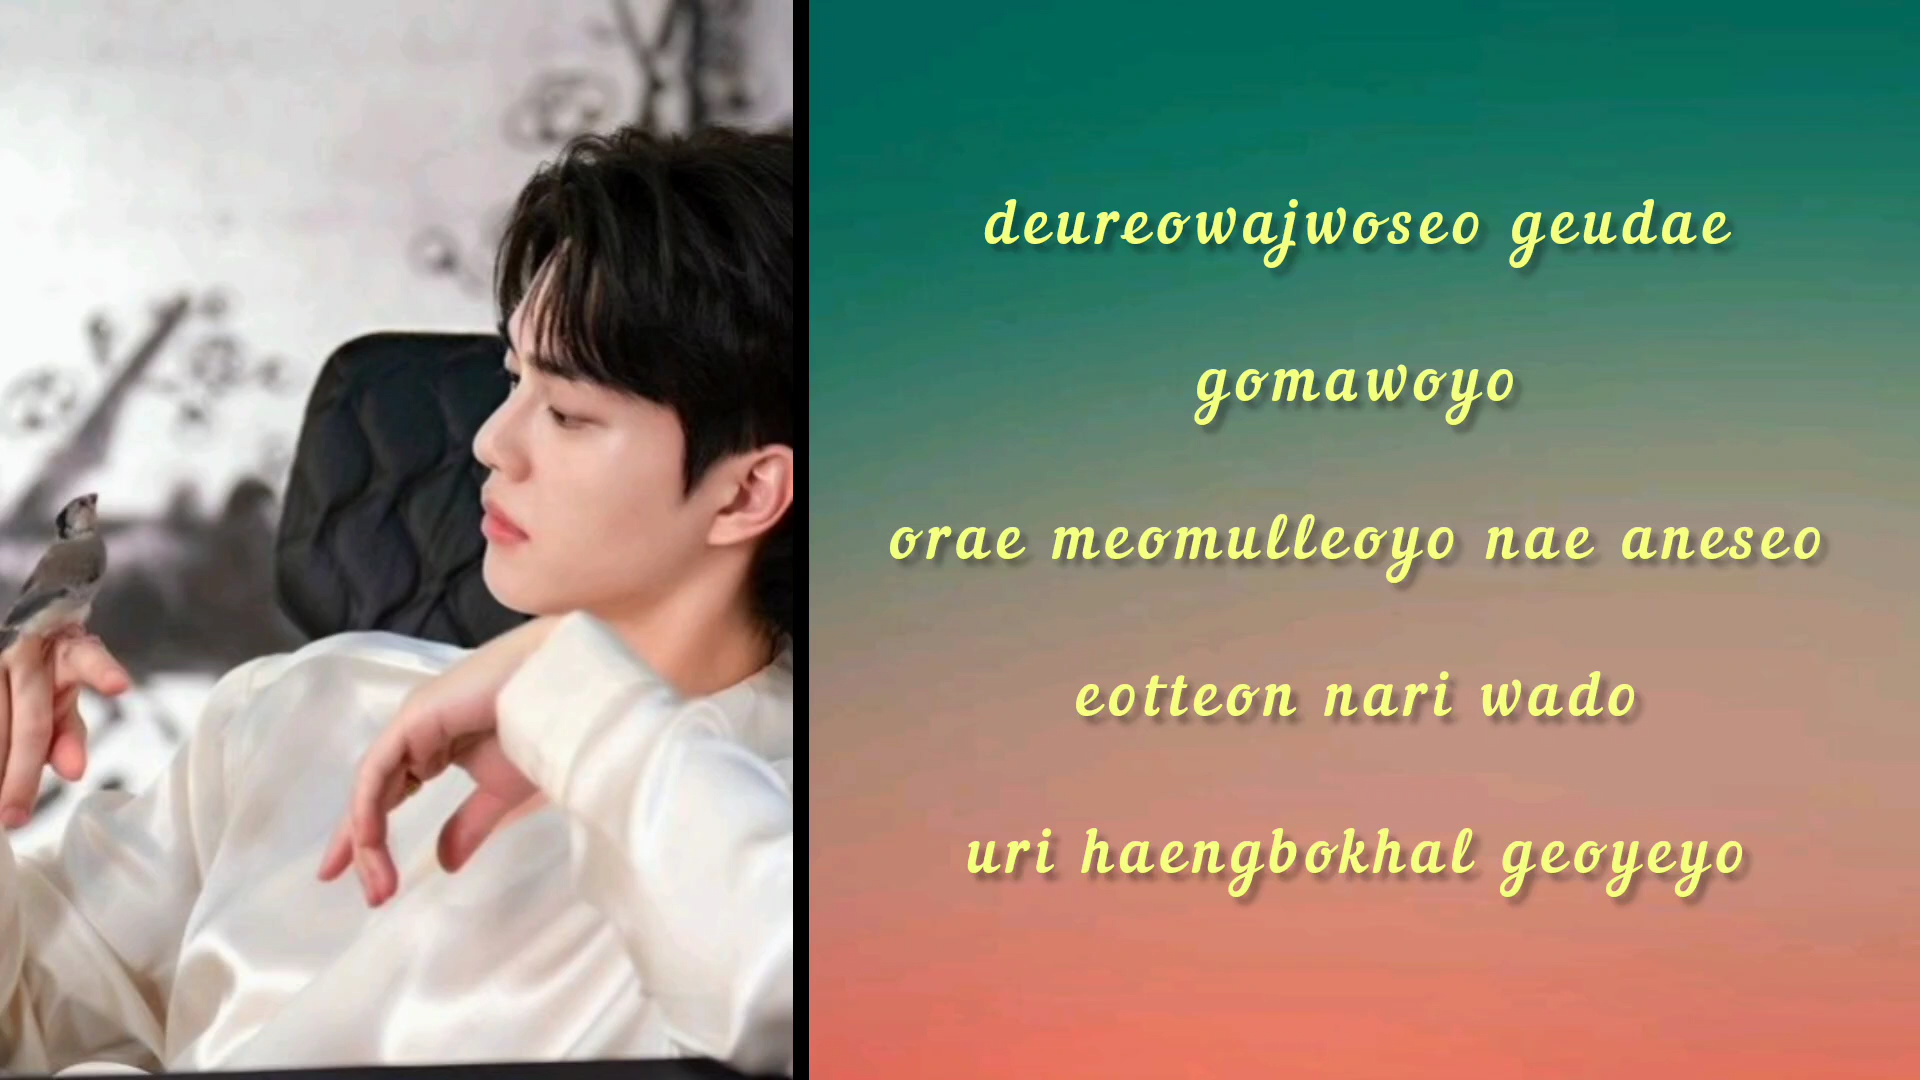 deureowajwoseo geudae
gomawoyo
orae meomulleoyo nae aneseo
eotteon nari wado
uri haengbokhal geoyeyo